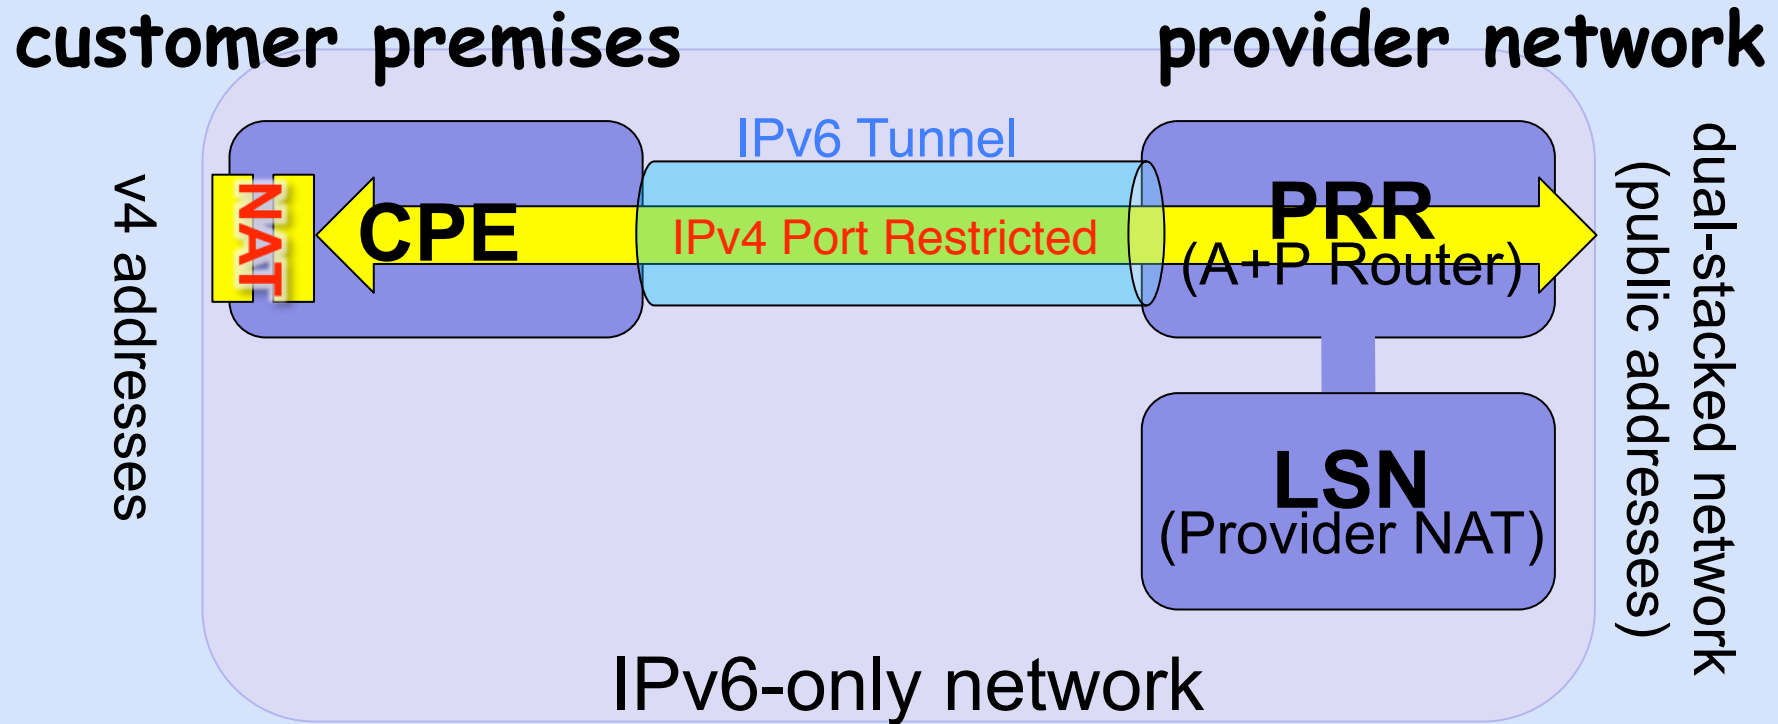 customer premises
provider network
v4 addresses
NAT
CPE
IPv6 Tunnel
IPv4 Port Restricted
PRR
(A+P Router)
LSN
(Provider NAT)
dual-stacked network
(public addresses)
IPv6-only network